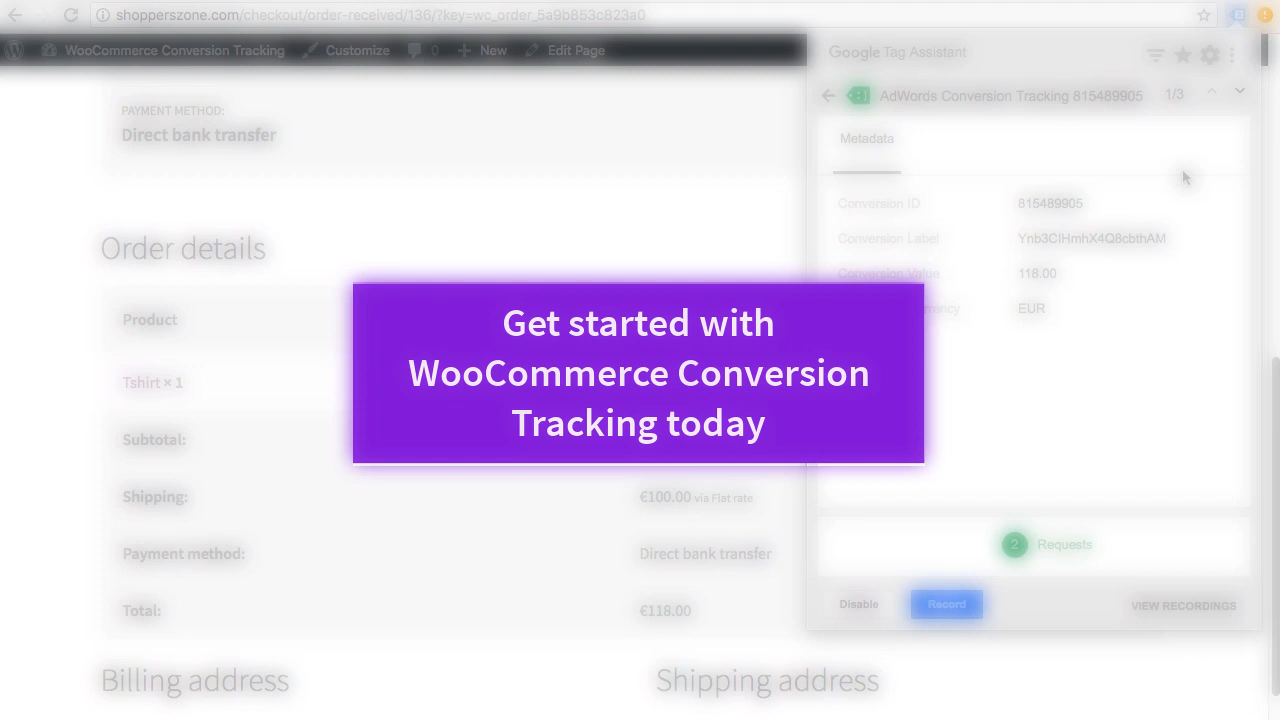 shopperszone.com/checkout/order-received/136/?key=wc_order_5a9b853c823a0
WooCommerce Conversion Tracking Customize 0 New Edit Page
PAYMENT METHOD:
Direct bank transfer
Order details
Product
Tshirt × 1
Subtotal:
Shipping: €100.00 via Flat rate
Payment method: Direct bank transfer
Total: €118.00
Billing address Shipping address
Google Tag Assistant
AdWords Conversion Tracking 815489905 1/3
Metadata
Conversion ID 815489905
Conversion Label Ynb3CIHmhX4Q8cbthAM
Conversion Value 118.00
EUR
Get started with
WooCommerce Conversion
Tracking today
2 Requests
Disable Record VIEW RECORDINGS